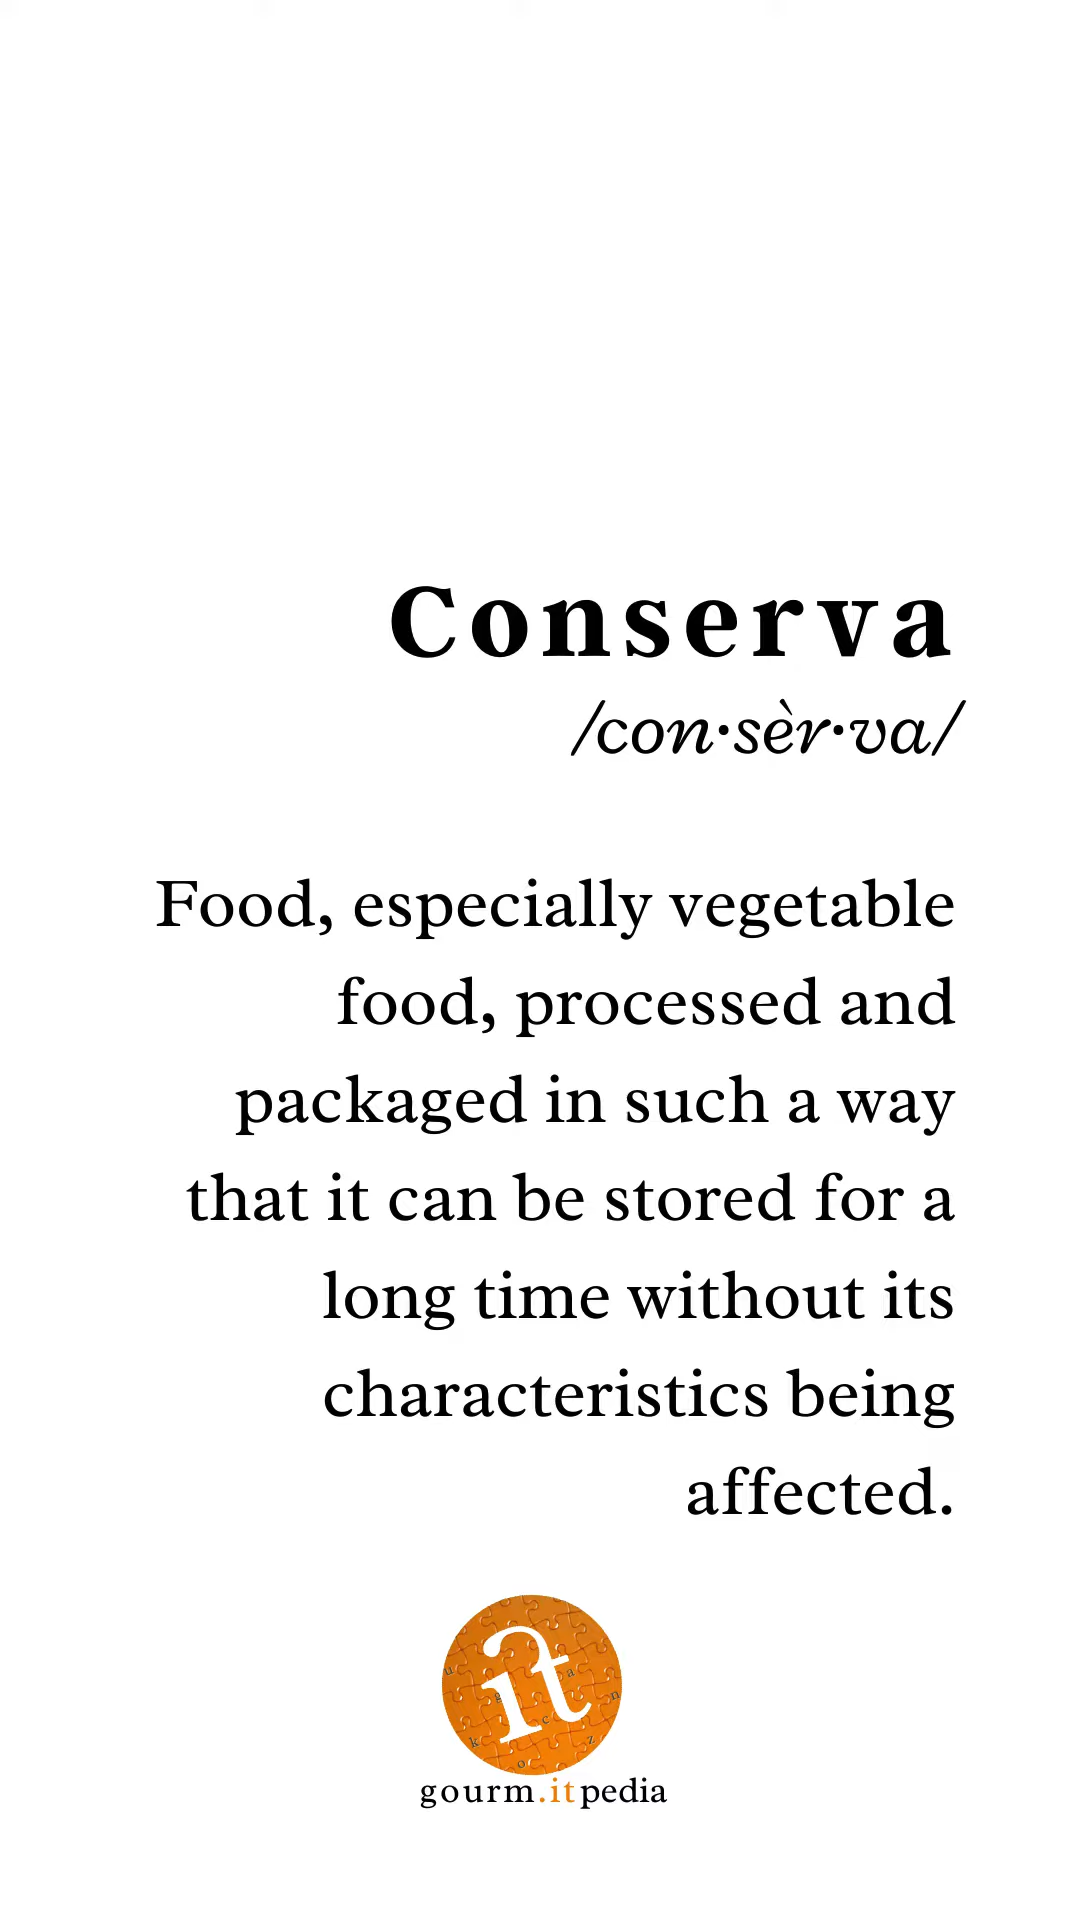 Conserva
/con·sèr·va/
Food, especially vegetable
food, processed and
packaged in such a way
that it can be stored for a
long time without its
characteristics being
affected.
it
u
a
g
n
c
k
z
o
gourm.itpedia